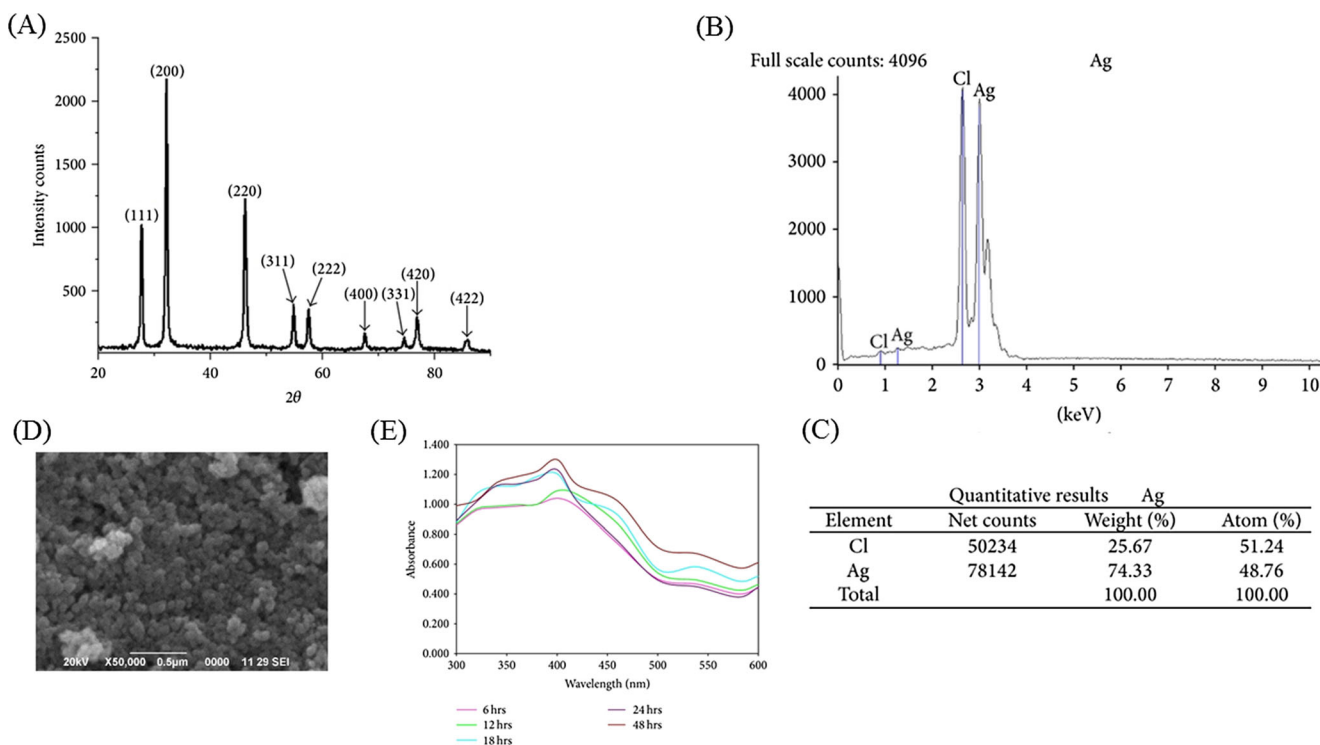 (A)
2500
2000
1500
1000
500
Intensity counts
(111)
(200)
(220)
(311)
(222)
(400)
(331)
(420)
(422)
20 40 60 80
2θ
(B)
Full scale counts: 4096 Ag
4000
3000
2000
1000
0
Cl
Ag
Cl
Ag
0 1 2 3 4 5 6 7 8 9 10
(keV)
(D)
20kV X50,000 0.5μm 0000 11 29 SEI
(E)
1.400
1.200
1.000
0.800
0.600
0.400
0.200
0.000
Absorbance
300 350 400 450 500 550 600
Wavelength (nm)
6 hrs
12 hrs
18 hrs
24 hrs
48 hrs
(C)
Quantitative results Ag
Element Net counts Weight (%) Atom (%)
Cl 50234 25.67 51.24
Ag 78142 74.33 48.76
Total 100.00 100.00